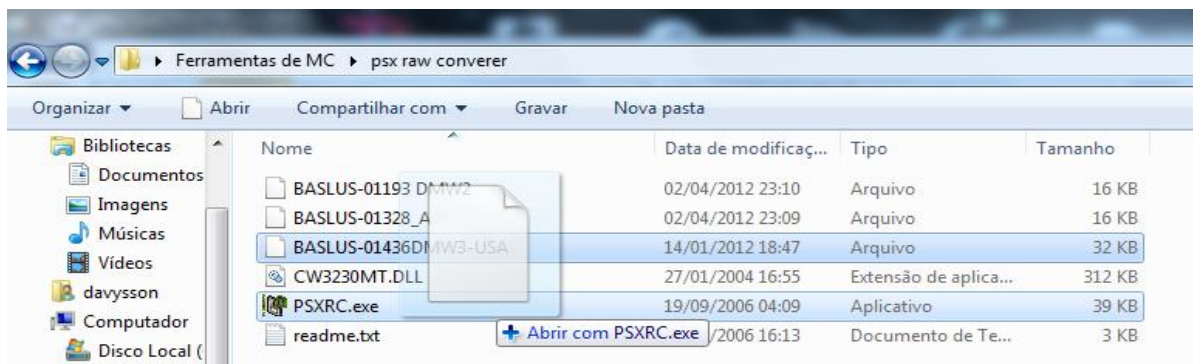 Ferramentas de MC psx raw converer
Organizar Abrir Compartilhar com Gravar Nova pasta
Bibliotecas
Documentos
Imagens
Músicas
Vídeos
davysson
Computador
Disco Local (
Nome Data de modificaç... Tipo Tamanho
BASLUS-01193 DMW2 02/04/2012 23:10 Arquivo 16 KB
BASLUS-01328_A 02/04/2012 23:09 Arquivo 16 KB
BASLUS-01436DMW3-USA 14/01/2012 18:47 Arquivo 32 KB
CW3230MT.DLL 27/01/2004 16:55 Extensão de aplica... 312 KB
PSXRC.exe 19/09/2006 04:09 Aplicativo 39 KB
readme.txt /2006 16:13 Documento de Te... 3 KB
Abrir com PSXRC.exe